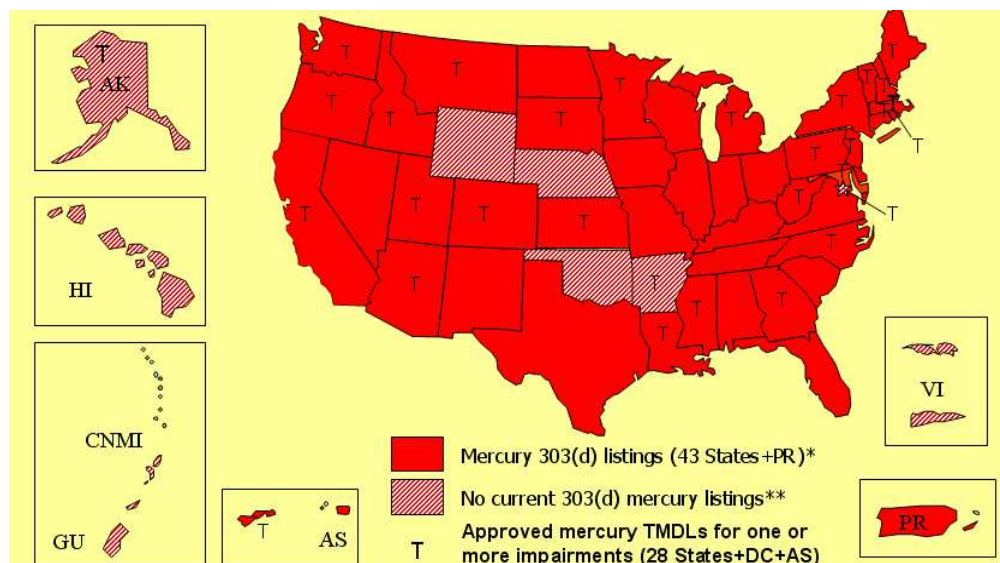 T
AK
HI
CNMI
GU
T
AS
T T T T
T T T T T T T
T T
T T T
T T T T T T
T T T T
T T T
VI
PR
Mercury 303(d) listings (43 States+PR)*
No current 303(d) mercury listings**
T Approved mercury TMDLs for one or
more impairments (28 States+DC+AS)